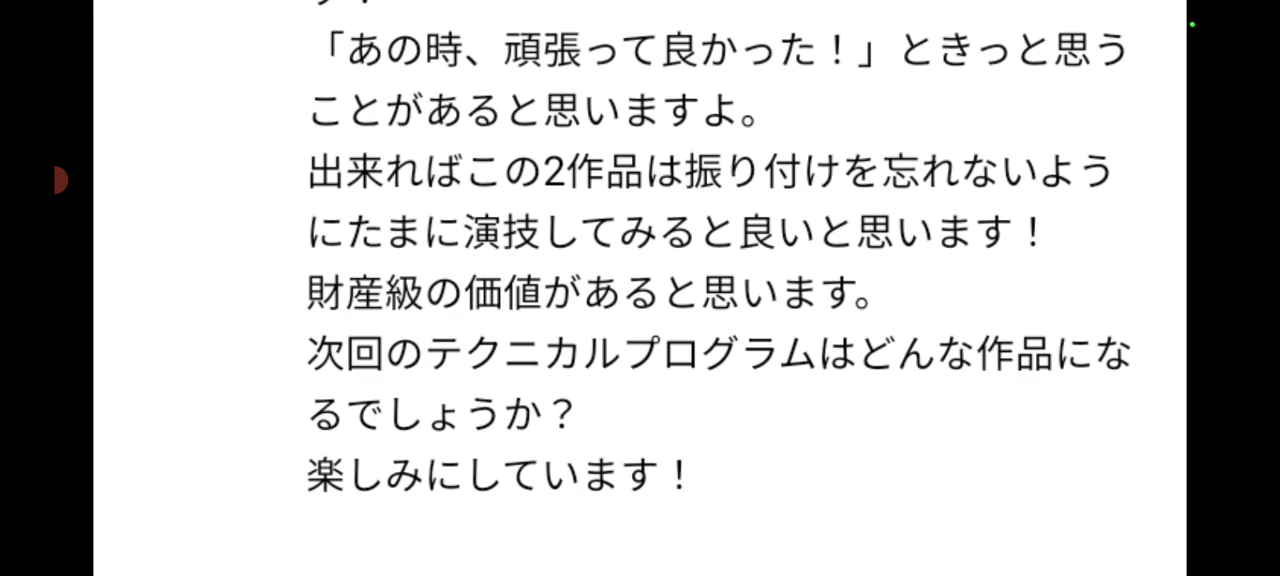 「あの時、頑張って良かった！」ときっと思う
ことがあると思いますよ。
出来ればこの2作品は振り付けを忘れないよう
にたまに演技してみると良いと思います！
財産級の価値があると思います。
次回のテクニカルプログラムはどんな作品にな
るでしょうか？
楽しみにしています！